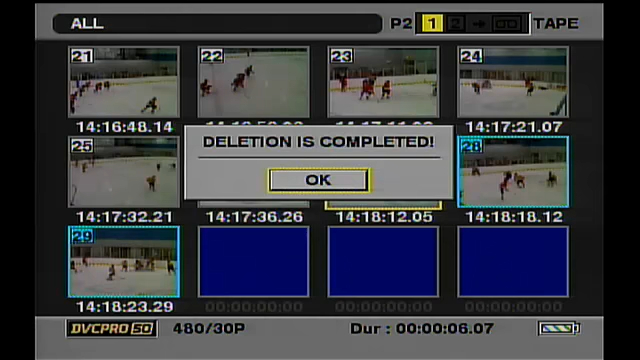 ALL P2 1 2 → TAPE
21 22 23 24
14:16:48.14 14:17:21.07
DELETION IS COMPLETED!
OK
25 28
14:17:32.21 14:17:36.26 14:18:12.05 14:18:18.12
29
14:18:23.29 00:00:00:00 00:00:00:00 00:00:00:00
DVCPRO 50 480/30P Dur : 00:00:06.07